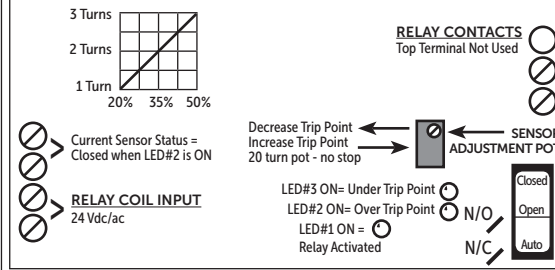 3 Turns
2 Turns
1 Turn
20% 35% 50%
RELAY CONTACTS
Top Terminal Not Used
Current Sensor Status =
Closed when LED#2 is ON
RELAY COIL INPUT
24 Vdc/ac
Decrease Trip Point
Increase Trip Point
20 turn pot - no stop
SENSOR
ADJUSTMENT POT
LED#3 ON= Under Trip Point
LED#2 ON= Over Trip Point
LED#1 ON =
Relay Activated
N/O
N/C
Closed
Open
Auto